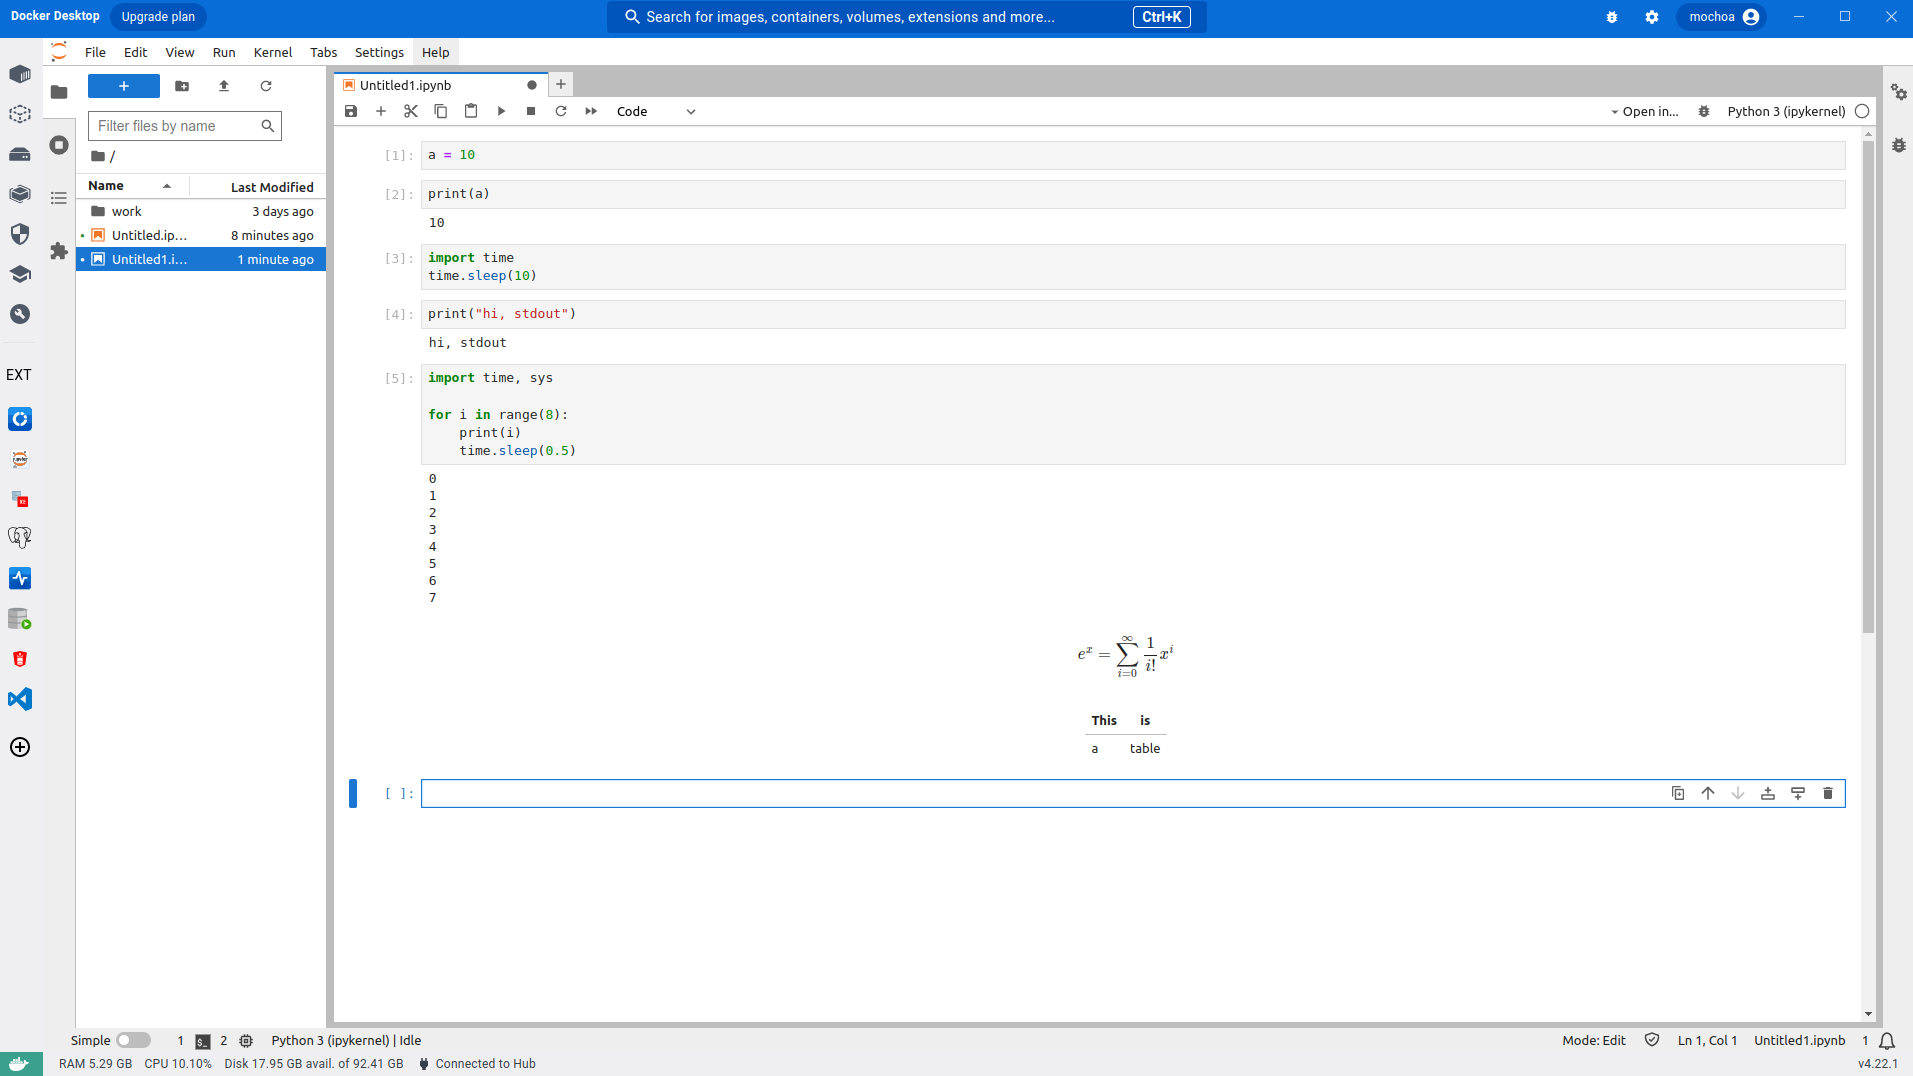 Docker Desktop Upgrade plan Search for images, containers, volumes, extensions and more... Ctrl+K mochoa
File Edit View Run Kernel Tabs Settings Help
+
Filter files by name
/
Name Last Modified
work 3 days ago
Untitled.ip... 8 minutes ago
Untitled1.i... 1 minute ago
EXT
Untitled1.ipynb
Code Open in... Python 3 (ipykernel)
[1]: a = 10
[2]: print(a)
10
[3]: import time
time.sleep(10)
[4]: print("hi, stdout")
hi, stdout
[5]: import time, sys
for i in range(8):
    print(i)
    time.sleep(0.5)
0
1
2
3
4
5
6
7
e^x = ∑_{i=0}^{∞} \frac{1}{i!} x^i
This is
a table
[ ]:
Simple 1 $_ 2 Python 3 (ipykernel) | Idle Mode: Edit Ln 1, Col 1 Untitled1.ipynb 1
RAM 5.29 GB CPU 10.10% Disk 17.95 GB avail. of 92.41 GB Connected to Hub v4.22.1